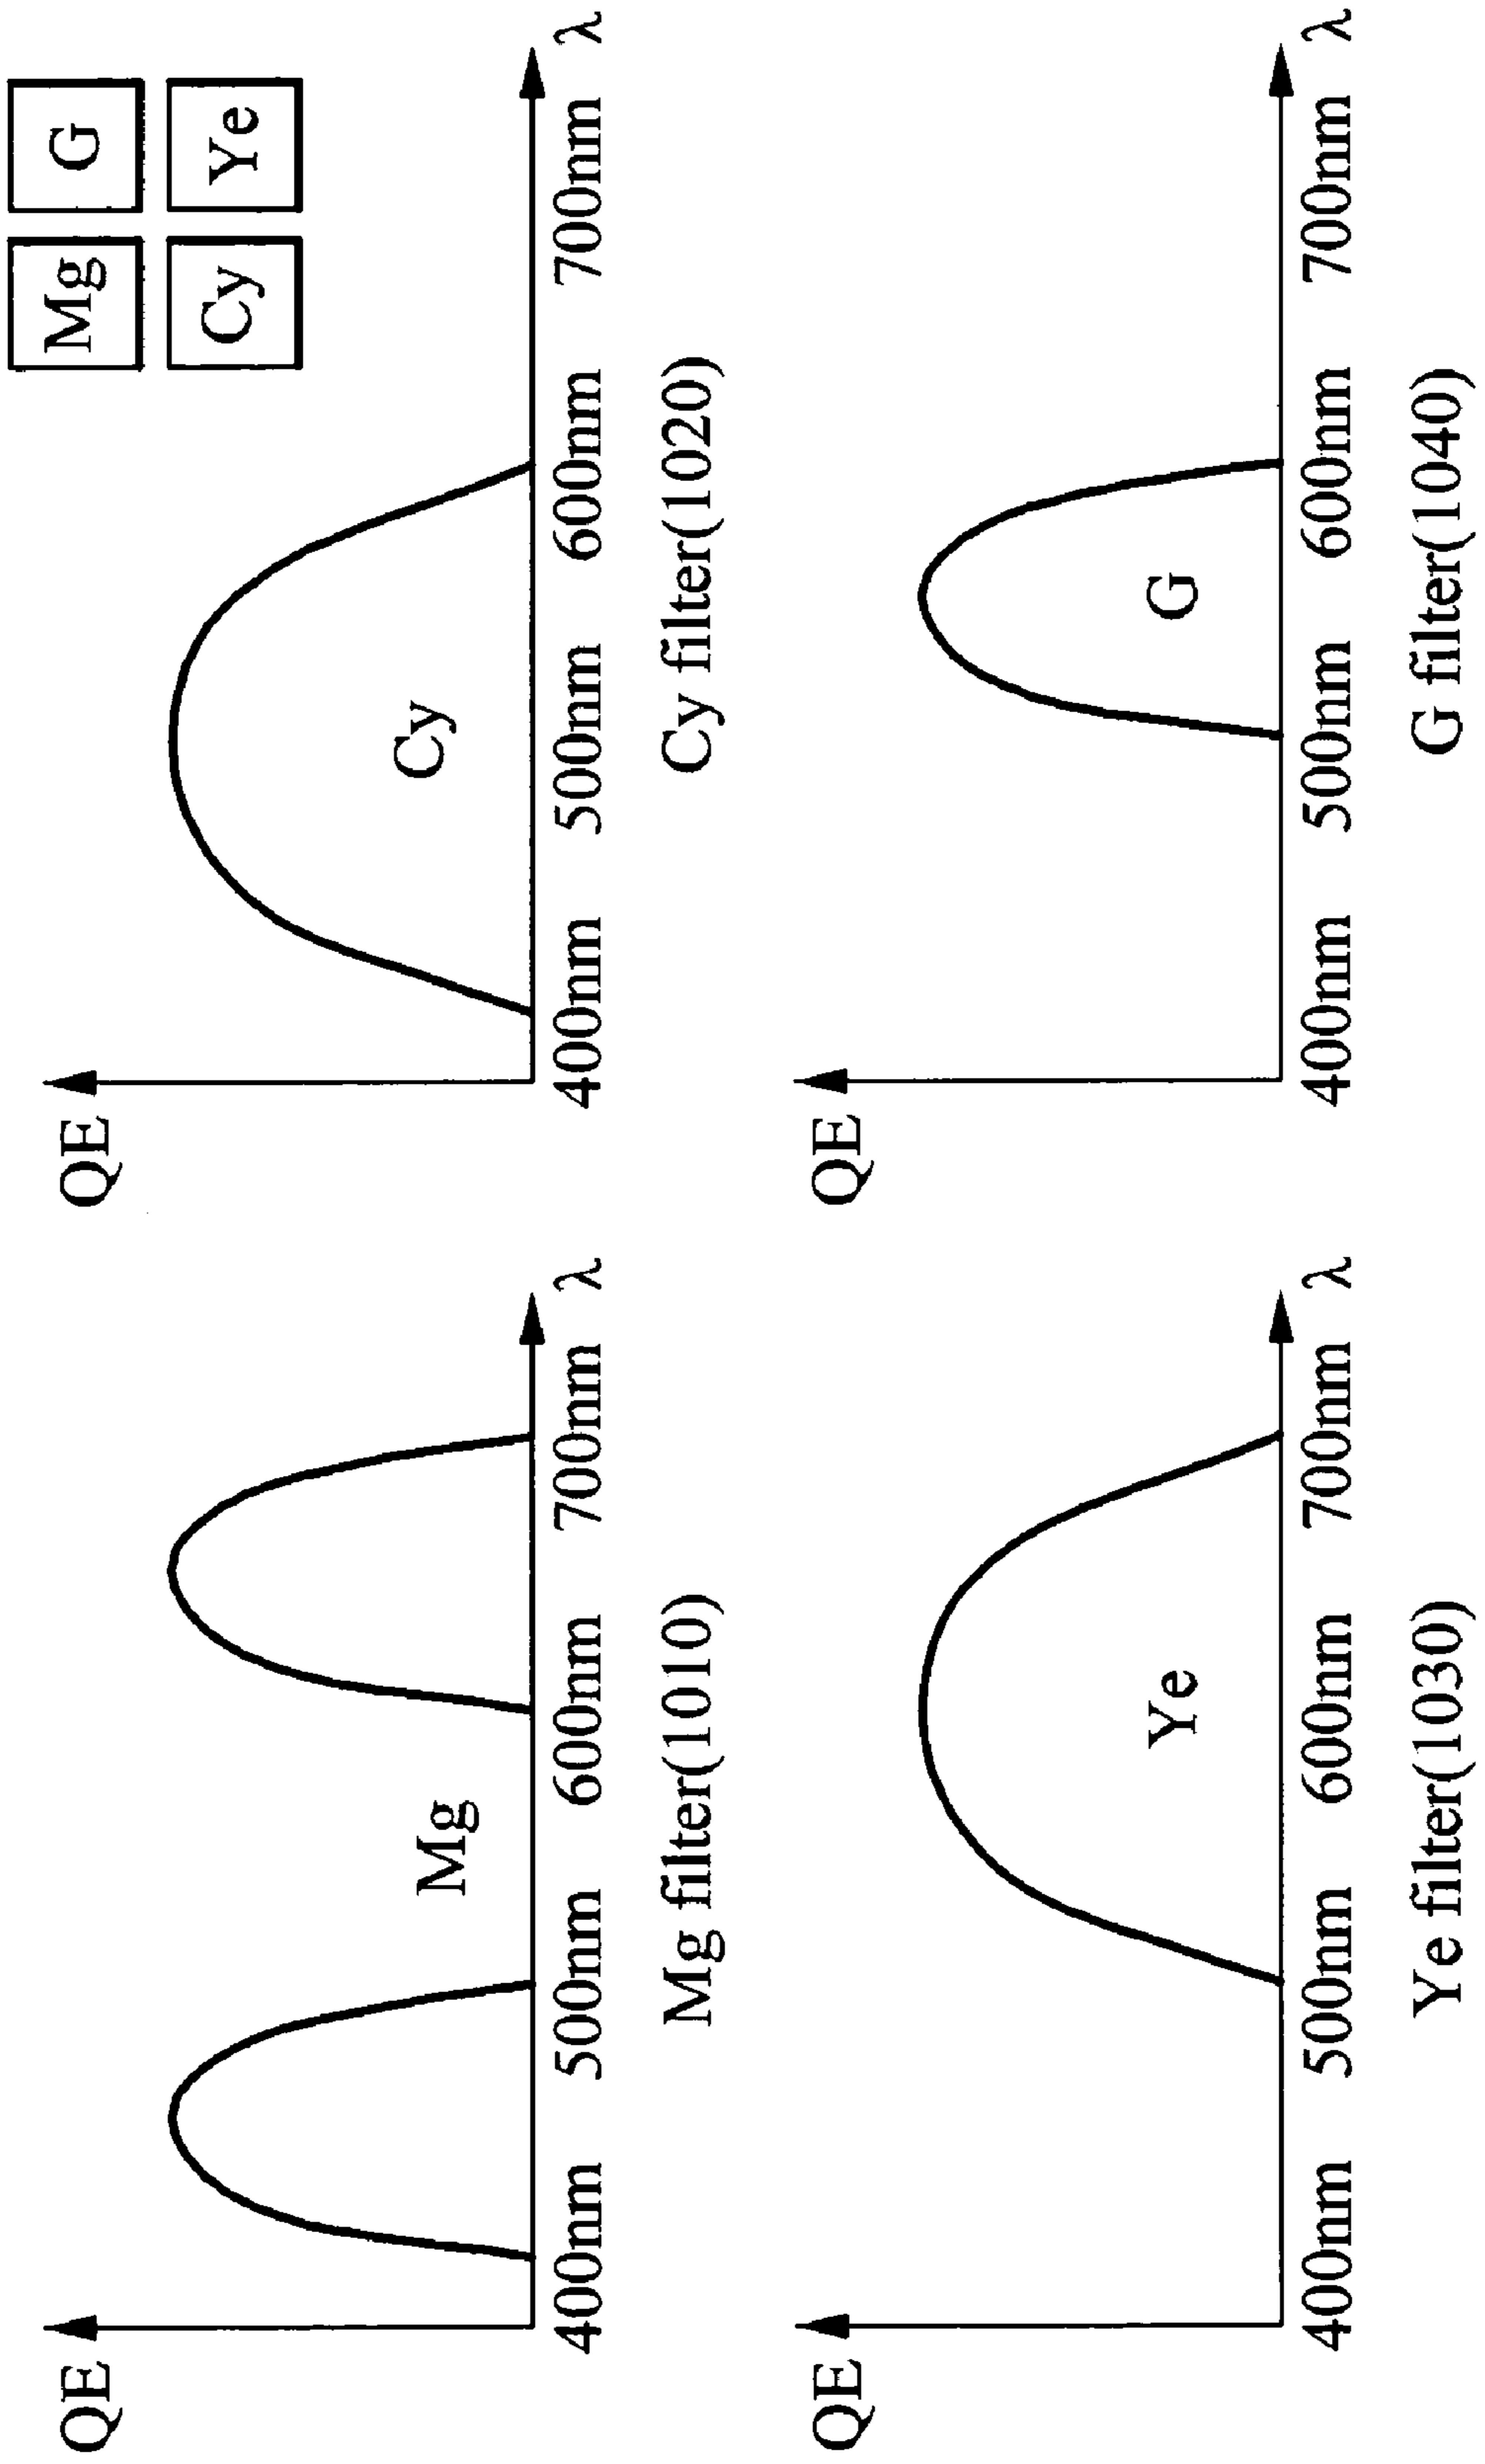 Mg G
Cy Ye
QE
Mg
400nm 500nm 600nm 700nm λ
Mg filter(1010)
QE
Cy
400nm 500nm 600nm 700nm λ
Cy filter(1020)
QE
Ye
400nm 500nm 600nm 700nm λ
Ye filter(1030)
QE
G
400nm 500nm 600nm 700nm λ
G filter(1040)